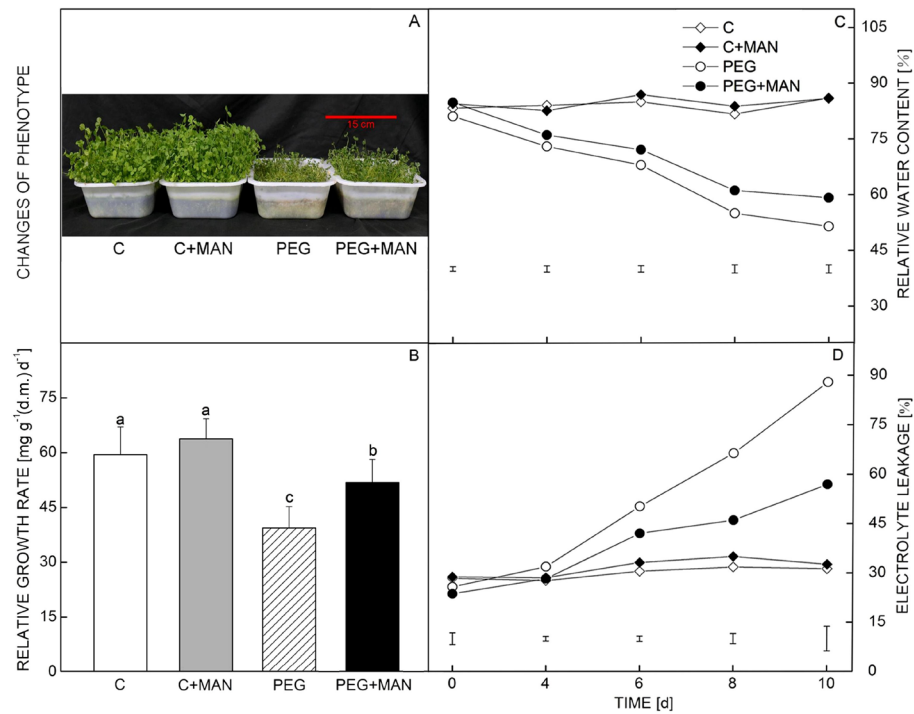 A
CHANGES OF PHENOTYPE
15 cm
C C+MAN PEG PEG+MAN
B
RELATIVE GROWTH RATE [mg g⁻¹(d.m.) d⁻¹]
75
60
45
30
15
0
a a c b
C C+MAN PEG PEG+MAN
C
C
C+MAN
PEG
PEG+MAN
RELATIVE WATER CONTENT [%]
105
90
75
60
45
30
D
ELECTROLYTE LEAKAGE [%]
90
75
60
45
30
15
0
0 4 6 8 10
TIME [d]